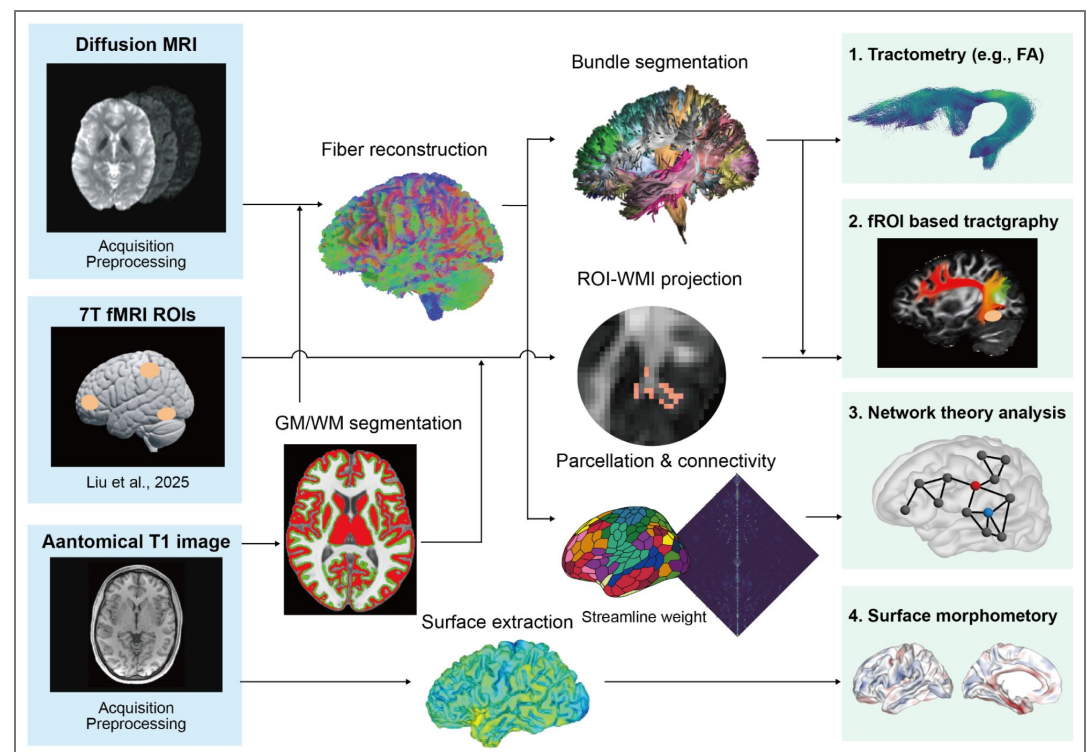 Diffusion MRI
Acquisition
Preprocessing
7T fMRI ROIs
Liu et al., 2025
Aantomical T1 image
Acquisition
Preprocessing
Fiber reconstruction
GM/WM segmentation
Surface extraction
Bundle segmentation
ROI-WMI projection
Parcellation & connectivity
Streamline weight
1. Tractometry (e.g., FA)
2. fROI based tractgraphy
3. Network theory analysis
4. Surface morphometory